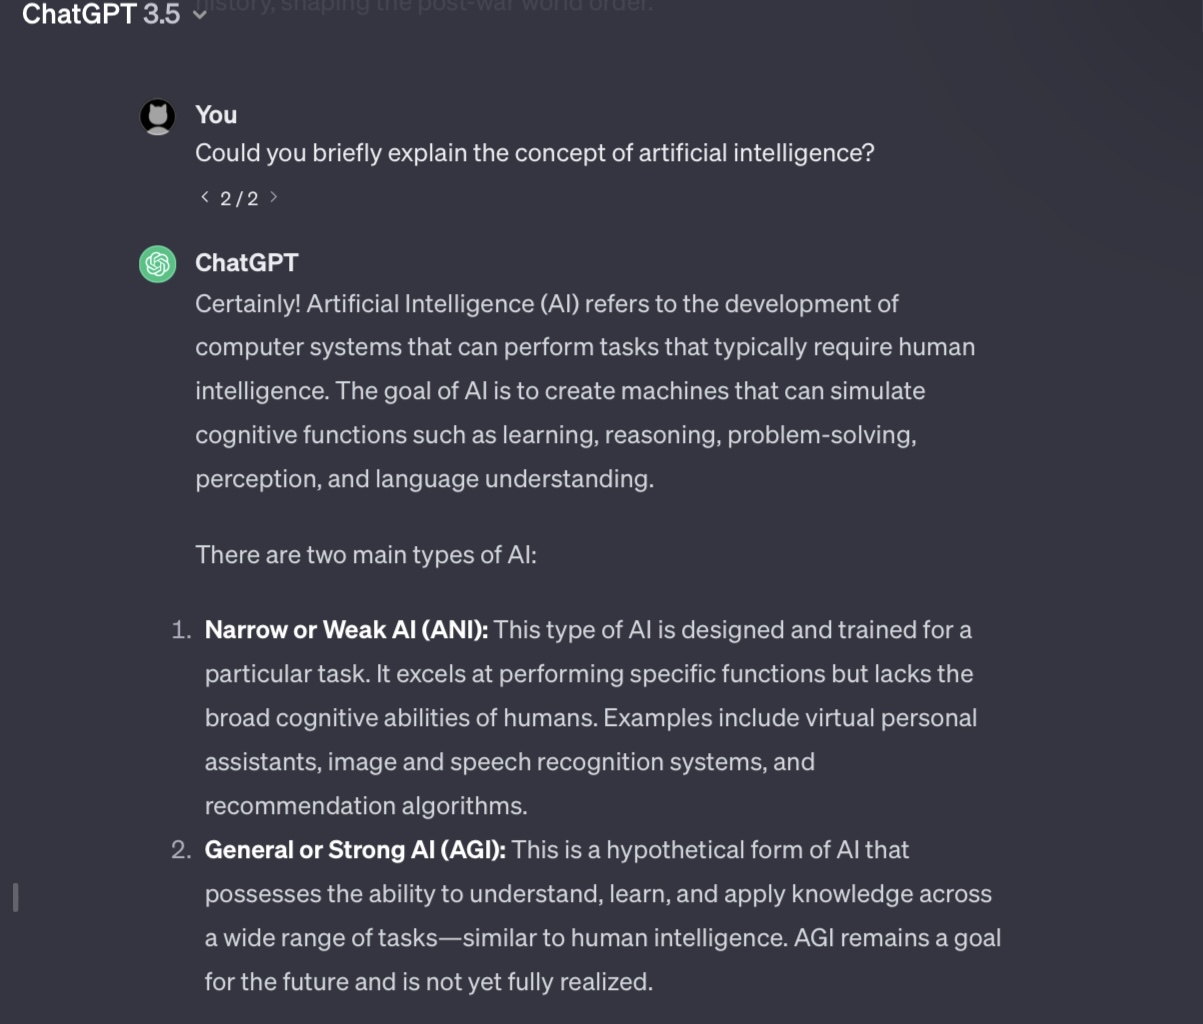 ChatGPT 3.5
history, shaping the post-war world order.
You
Could you briefly explain the concept of artificial intelligence?
< 2 / 2 >
ChatGPT
Certainly! Artificial Intelligence (AI) refers to the development of
computer systems that can perform tasks that typically require human
intelligence. The goal of AI is to create machines that can simulate
cognitive functions such as learning, reasoning, problem-solving,
perception, and language understanding.
There are two main types of AI:
1. Narrow or Weak AI (ANI): This type of AI is designed and trained for a
particular task. It excels at performing specific functions but lacks the
broad cognitive abilities of humans. Examples include virtual personal
assistants, image and speech recognition systems, and
recommendation algorithms.
2. General or Strong AI (AGI): This is a hypothetical form of AI that
possesses the ability to understand, learn, and apply knowledge across
a wide range of tasks—similar to human intelligence. AGI remains a goal
for the future and is not yet fully realized.